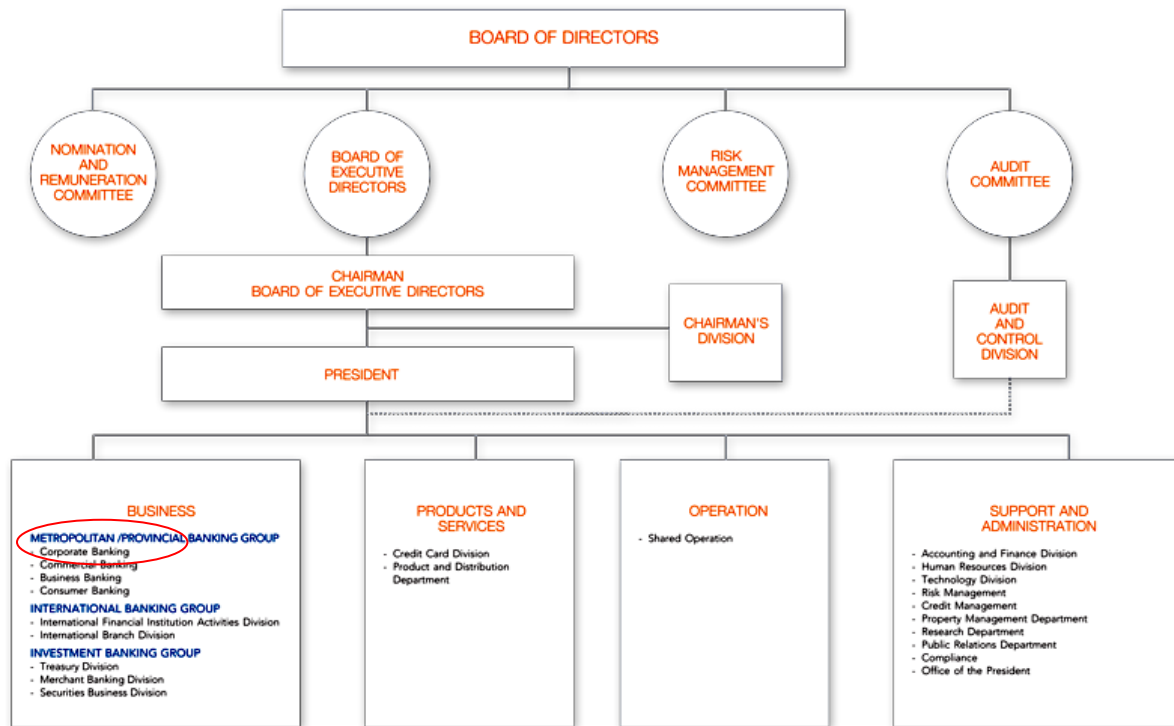 BOARD OF DIRECTORS
NOMINATION
AND
REMUNERATION
COMMITTEE
BOARD OF
EXECUTIVE
DIRECTORS
RISK
MANAGEMENT
COMMITTEE
AUDIT
COMMITTEE
CHAIRMAN
BOARD OF EXECUTIVE DIRECTORS
CHAIRMAN'S
DIVISION
AUDIT
AND
CONTROL
DIVISION
PRESIDENT
BUSINESS
METROPOLITAN /PROVINCIAL BANKING GROUP
- Corporate Banking
- Commercial Banking
- Business Banking
- Consumer Banking
INTERNATIONAL BANKING GROUP
- International Financial Institution Activities Division
- International Branch Division
INVESTMENT BANKING GROUP
- Treasury Division
- Merchant Banking Division
- Securities Business Division
PRODUCTS AND
SERVICES
- Credit Card Division
- Product and Distribution
Department
OPERATION
- Shared Operation
SUPPORT AND
ADMINISTRATION
- Accounting and Finance Division
- Human Resources Division
- Technology Division
- Risk Management
- Credit Management
- Property Management Department
- Research Department
- Public Relations Department
- Compliance
- Office of the President